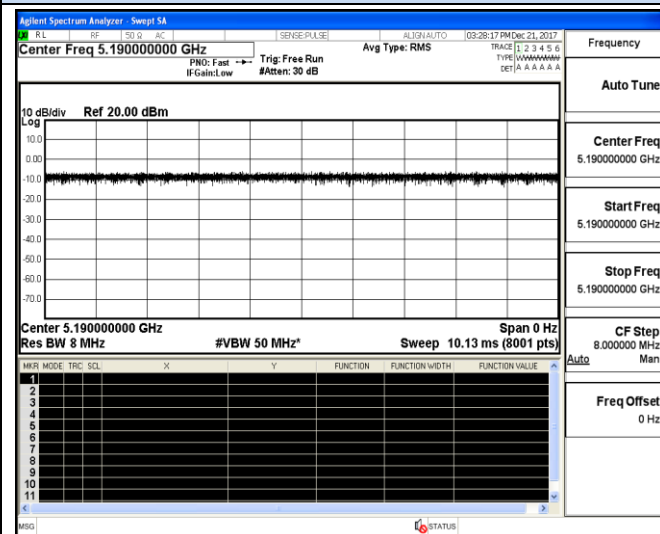 Agilent Spectrum Analyzer - Swept SA
RL RF 50 Ω AC SENSE:PULSE ALIGN AUTO 03:28:17 PM Dec 21, 2017
Center Freq 5.190000000 GHz
PNO: Fast
IFGain:Low
Trig: Free Run
#Atten: 30 dB
Avg Type: RMS
TRACE 1 2 3 4 5 6
TYPE
DET A A A A A A
10 dB/div Ref 20.00 dBm
Log
10.0
0.00
-10.0
-20.0
-30.0
-40.0
-50.0
-60.0
-70.0
Center 5.190000000 GHz Span 0 Hz
Res BW 8 MHz #VBW 50 MHz* Sweep 10.13 ms (8001 pts)
MKR MODE TRC SCL X Y FUNCTION FUNCTION WIDTH FUNCTION VALUE
1
2
3
4
5
6
7
8
9
10
11
MSG STATUS
Frequency
Auto Tune
Center Freq
5.190000000 GHz
Start Freq
5.190000000 GHz
Stop Freq
5.190000000 GHz
CF Step
8.000000 MHz
Auto Man
Freq Offset
0 Hz